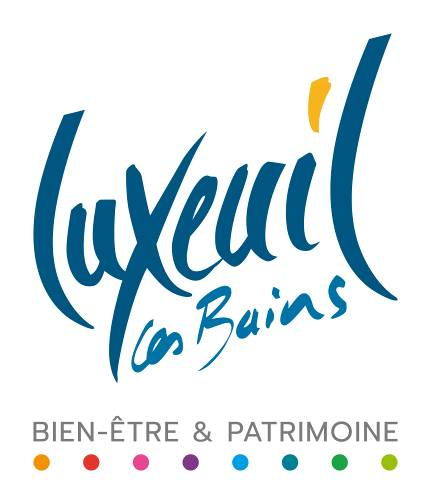 Luxeuil
les Bains
BIEN-ÊTRE & PATRIMOINE